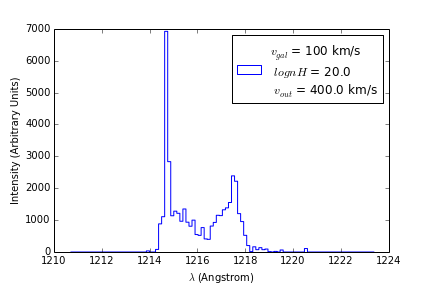 7000
6000
5000
4000
3000
2000
1000
0
Intensity (Arbitrary Units)
v_gal = 100 km/s
lognH = 20.0
v_out = 400.0 km/s
1210 1212 1214 1216 1218 1220 1222 1224
λ (Angstrom)